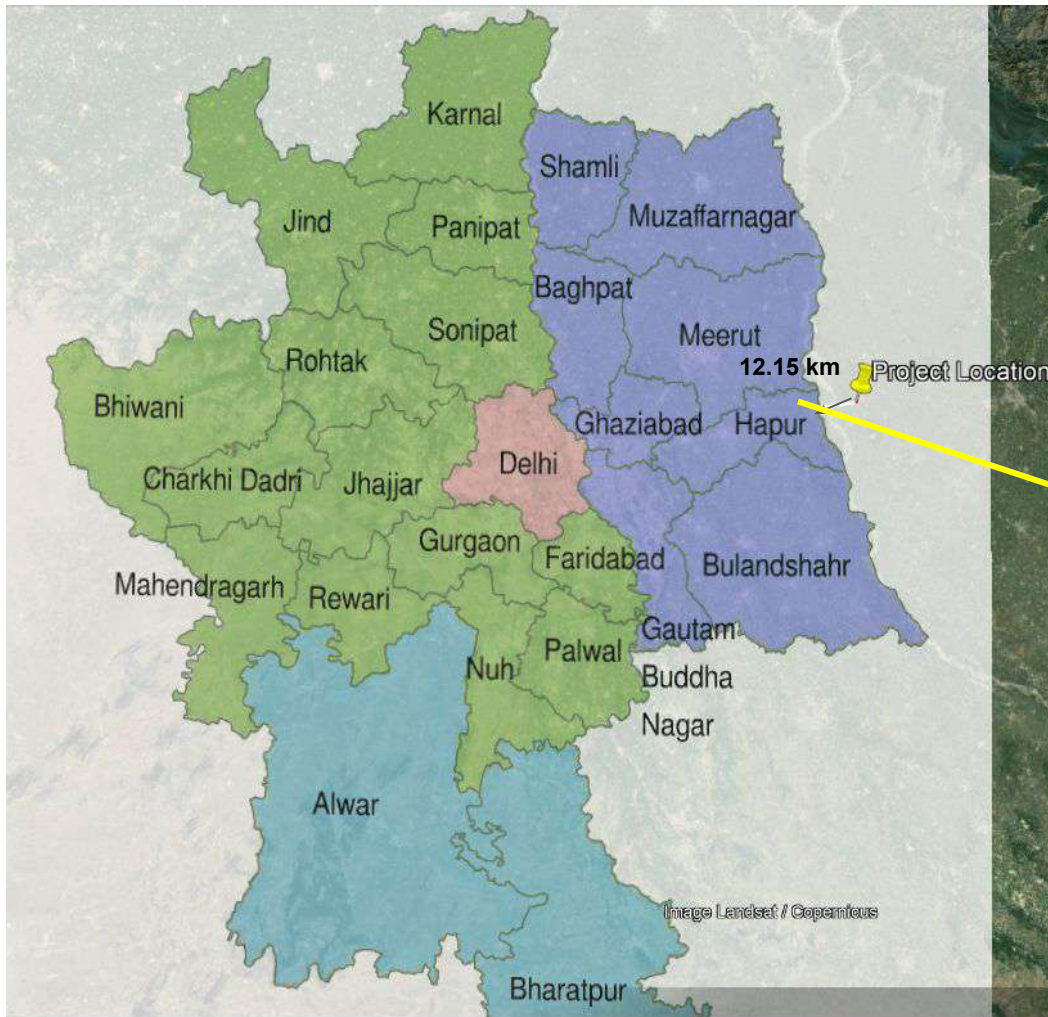 Karnal
Shamli
Muzaffarnagar
Jind
Panipat
Baghpat
Sonipat
Meerut
Rohtak
12.15 km
Project Location
Bhiwani
Ghaziabad
Hapur
Delhi
Charkhi Dadri
Jhajjar
Gurgaon
Faridabad
Bulandshahr
Mahendragarh
Rewari
Gautam
Palwal
Nuh
Buddha
Nagar
Alwar
Image Landsat / Copernicus
Bharatpur